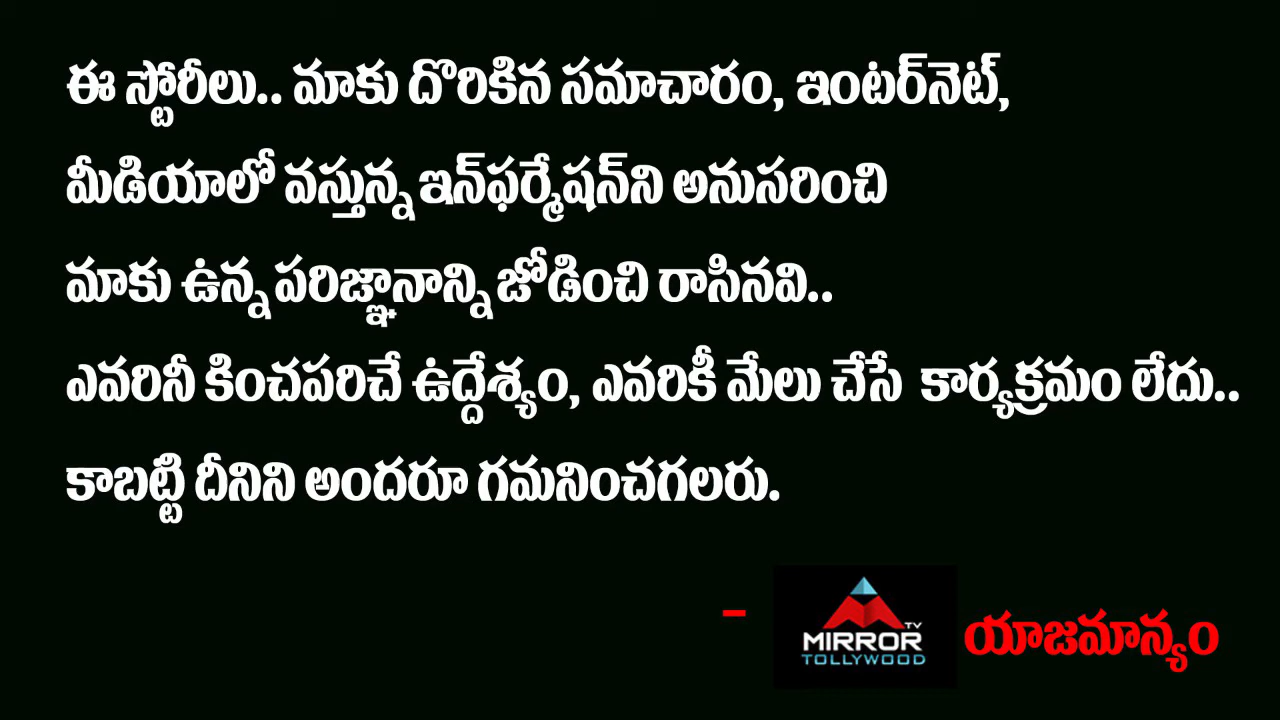 ఈ స్టోరీలు.. మాకు దొరికిన సమాచారం, ఇంటర్‌నెట్,
మీడియాలో వస్తున్న ఇన్‌ఫర్మేషన్‌ని అనుసరించి
మాకు ఉన్న పరిజ్ఞానాన్ని జోడించి రాసినవి..
ఎవరినీ కించపరిచే ఉద్దేశ్యం, ఎవరికీ మేలు చేసే కార్యక్రమం లేదు..
కాబట్టి దీనిని అందరూ గమనించగలరు.
- MIRROR TV TOLLYWOOD యాజమాన్యం